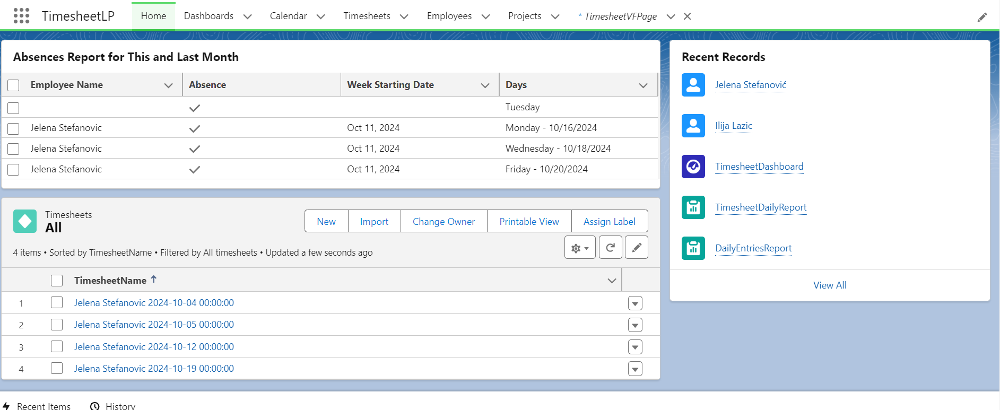 TimesheetLP Home Dashboards Calendar Timesheets Employees Projects * TimesheetVFPage
Absences Report for This and Last Month
Employee Name Absence Week Starting Date Days
Tuesday
Jelena Stefanovic Oct 11, 2024 Monday - 10/16/2024
Jelena Stefanovic Oct 11, 2024 Wednesday - 10/18/2024
Jelena Stefanovic Oct 11, 2024 Friday - 10/20/2024
Timesheets
All
New Import Change Owner Printable View Assign Label
4 items • Sorted by TimesheetName • Filtered by All timesheets • Updated a few seconds ago
TimesheetName
1 Jelena Stefanovic 2024-10-04 00:00:00
2 Jelena Stefanovic 2024-10-05 00:00:00
3 Jelena Stefanovic 2024-10-12 00:00:00
4 Jelena Stefanovic 2024-10-19 00:00:00
Recent Records
Jelena Stefanović
Ilija Lazic
TimesheetDashboard
TimesheetDailyReport
DailyEntriesReport
View All
Recent Items History